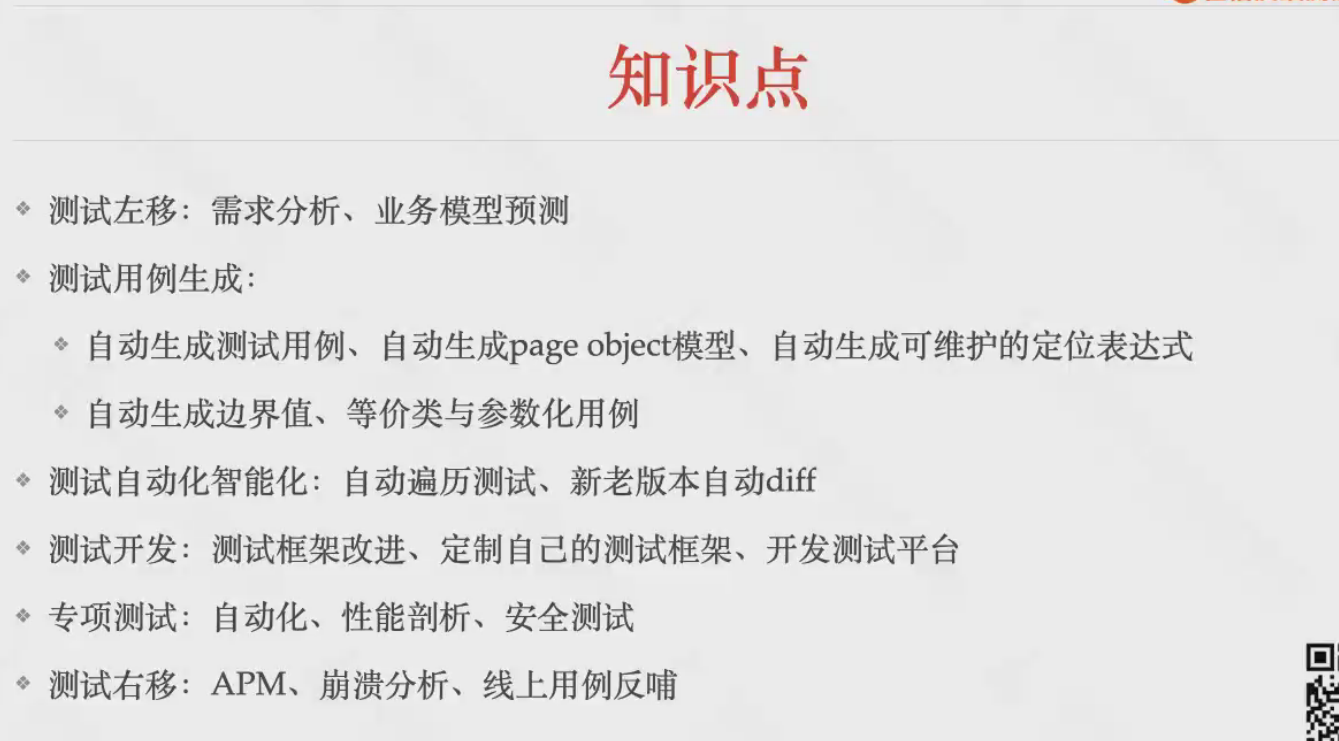 知识点
测试左移：需求分析、业务模型预测
测试用例生成：
自动生成测试用例、自动生成page object模型、自动生成可维护的定位表达式
自动生成边界值、等价类与参数化用例
测试自动化智能化：自动遍历测试、新老版本自动diff
测试开发：测试框架改进、定制自己的测试框架、开发测试平台
专项测试：自动化、性能剖析、安全测试
测试右移：APM、崩溃分析、线上用例反哺